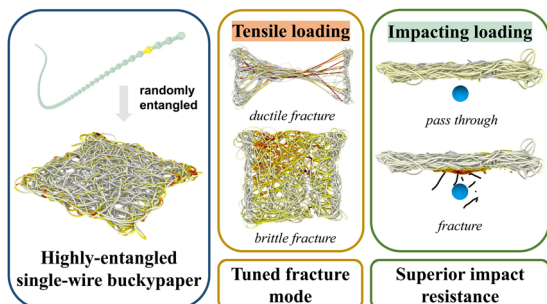 randomly
entangled
Highly-entangled
single-wire buckypaper
Tensile loading
ductile fracture
brittle fracture
Tuned fracture
mode
Impacting loading
pass through
fracture
Superior impact
resistance